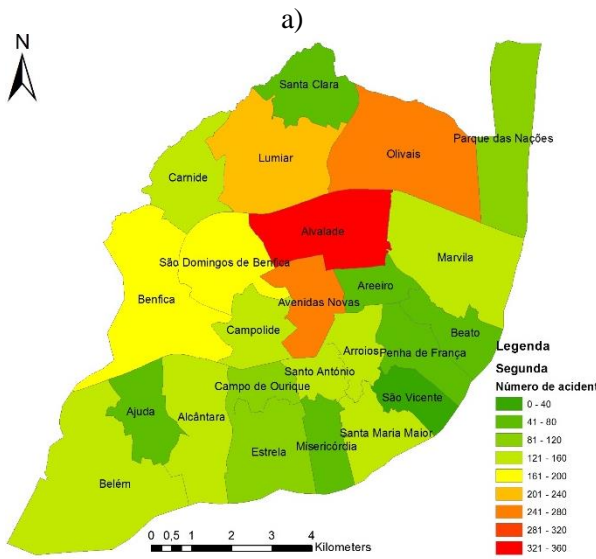 a)
N
Santa Clara
Parque das Nações
Olivais
Lumiar
Carnide
Alvalade
Marvila
São Domingos de Benfica
Areeiro
Benfica
Avenidas Novas
Campolide
Beato
Arroios
Penha de França
Santo António
Campo de Ourique
São Vicente
Ajuda
Alcântara
Santa Maria Maior
Estrela
Misericórdia
Belém
Legenda
Segunda
Número de acident
0 - 40
41 - 80
81 - 120
121 - 160
161 - 200
201 - 240
241 - 280
281 - 320
321 - 360
0 0,5 1 2 3 4
Kilometers